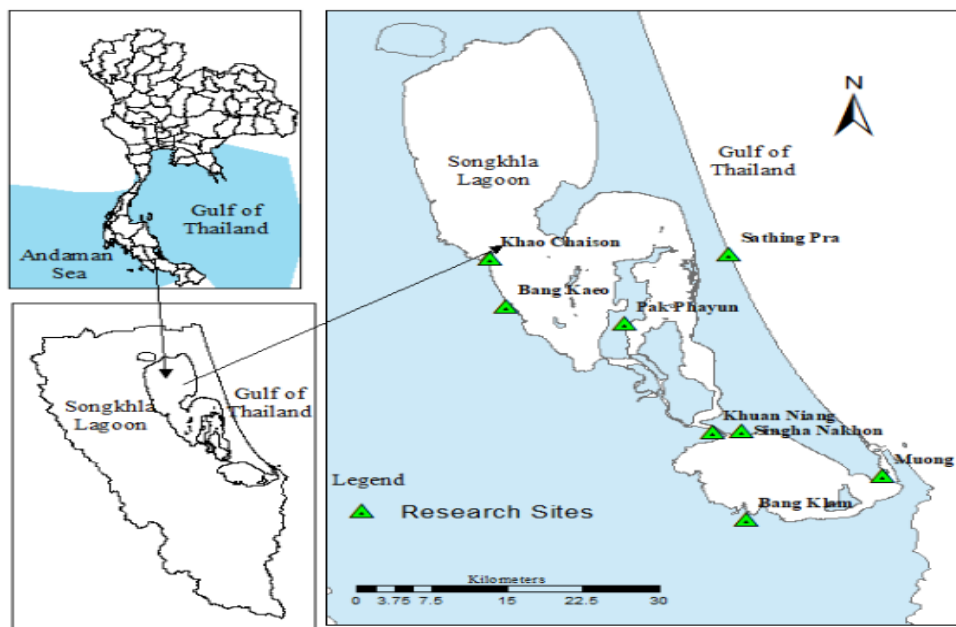 Gulf of
Thailand
Andaman
Sea
Songkhla
Lagoon
Gulf of
Thailand
N
Songkhla
Lagoon
Gulf of
Thailand
Khao Chaison
Sathing Pra
Bang Kaeo
Pak Phayun
Khuan Niang
Singha Nakhon
Muong
Bang Klam
Legend
Research Sites
Kilometers
0 3.75 7.5 15 22.5 30